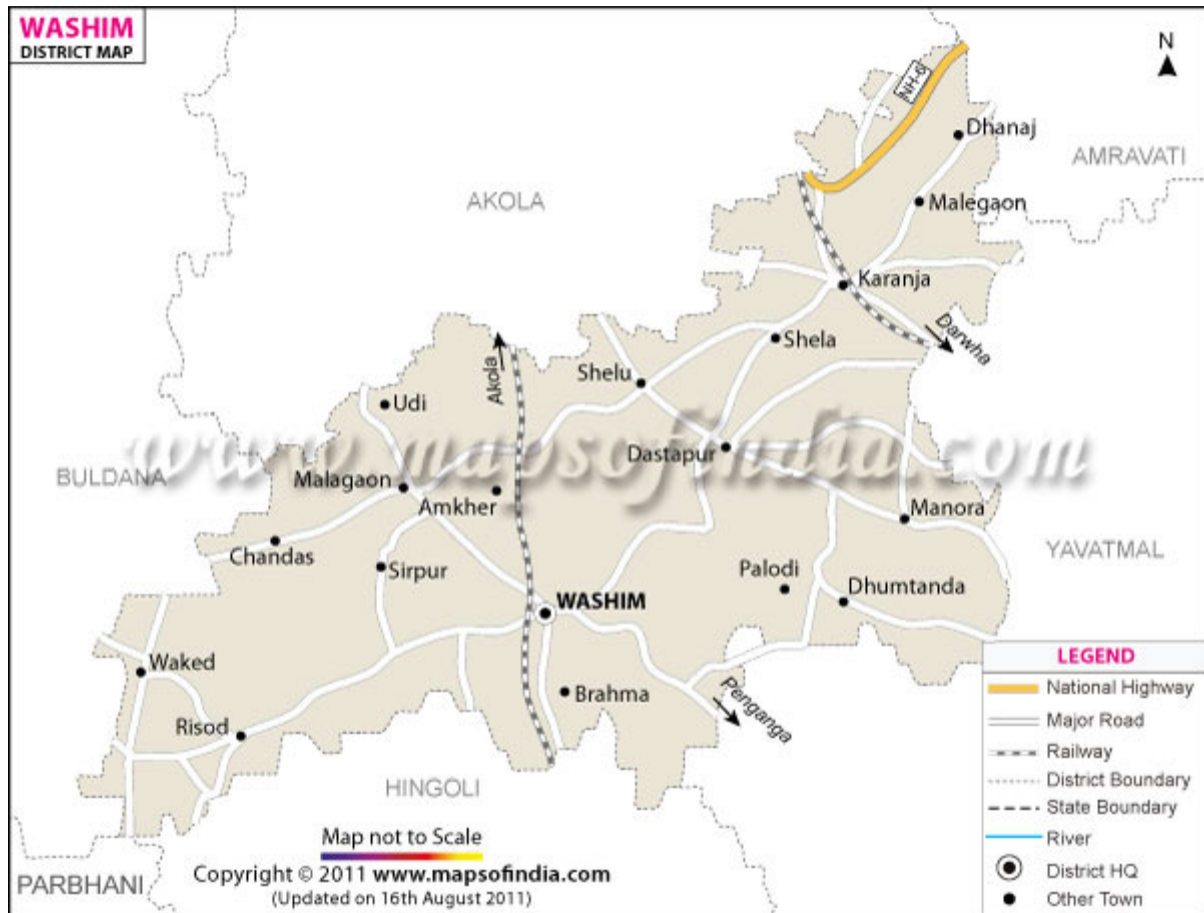 WASHIM
DISTRICT MAP
N
NH-6
Dhanaj
AMRAVATI
AKOLA
Malegaon
Karanja
Darwha
Shela
Akola
Shelu
Udi
www.mapsofindia.com
Dastapur
BULDANA
Malagaon
Amkher
Manora
YAVATMAL
Chandas
Sirpur
Palodi
Dhumtanda
WASHIM
Waked
Brahma
Penganga
Risod
HINGOLI
PARBHANI
LEGEND
National Highway
Major Road
Railway
District Boundary
State Boundary
River
District HQ
Other Town
Map not to Scale
Copyright © 2011 www.mapsofindia.com
(Updated on 16th August 2011)